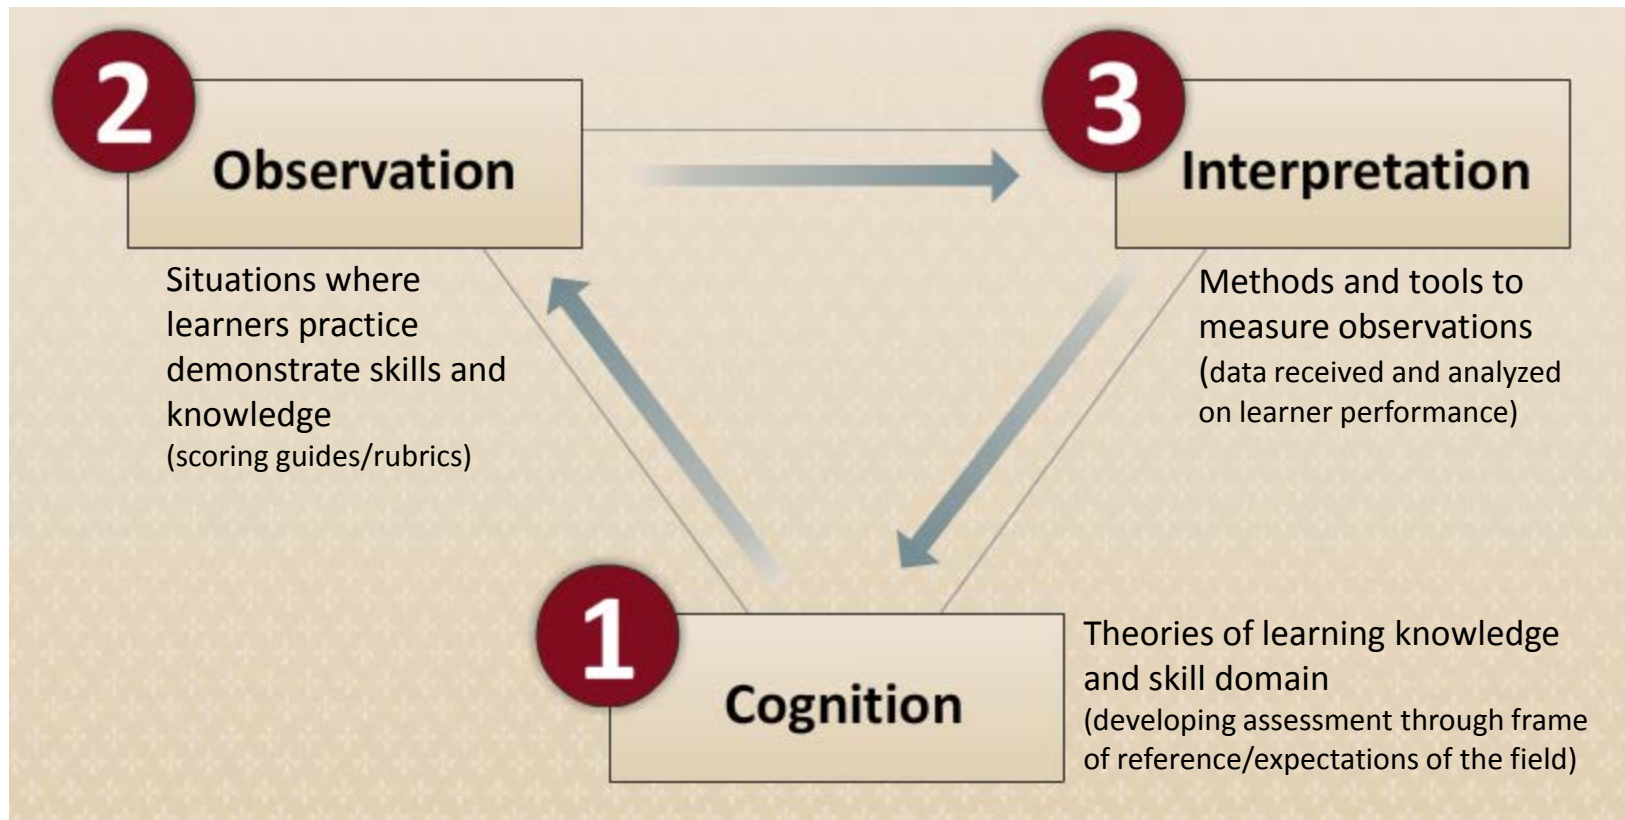 2
Observation
Situations where
learners practice
demonstrate skills and
knowledge
(scoring guides/rubrics)
3
Interpretation
Methods and tools to
measure observations
(data received and analyzed
on learner performance)
1
Cognition
Theories of learning knowledge
and skill domain
(developing assessment through frame
of reference/expectations of the field)